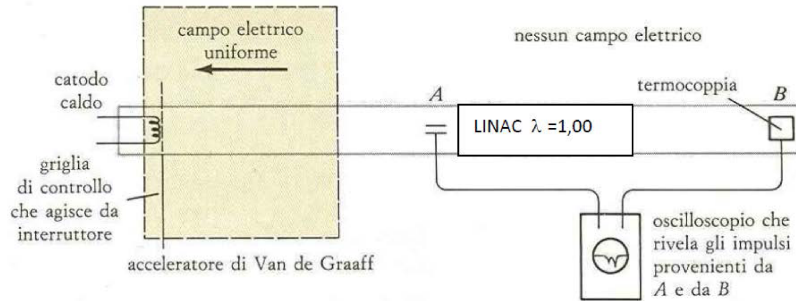 campo elettrico
uniforme
nessun campo elettrico
catodo
caldo
A
termocoppia
B
LINAC λ =1,00
griglia
di controllo
che agisce da
interruttore
acceleratore di Van de Graaff
oscilloscopio che
rivela gli impulsi
provenienti da
A e da B